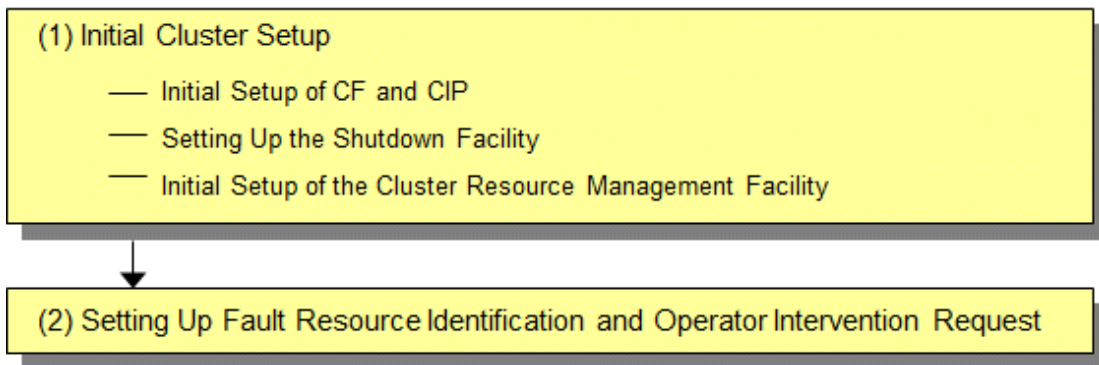 (1) Initial Cluster Setup
— Initial Setup of CF and CIP
— Setting Up the Shutdown Facility
— Initial Setup of the Cluster Resource Management Facility
(2) Setting Up Fault Resource Identification and Operator Intervention Request